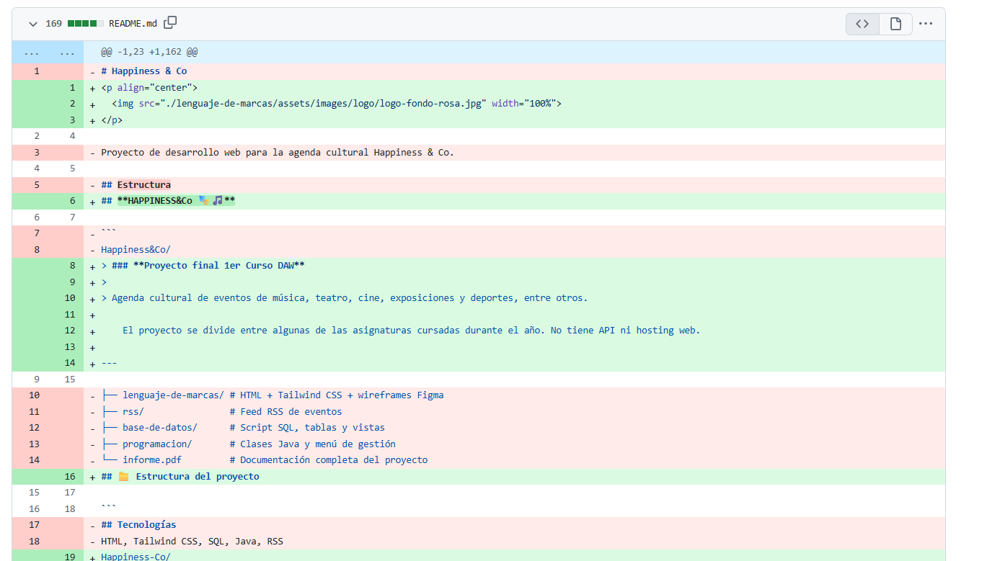 169 README.md
... ... @@ -1,23 +1,162 @@
1 - # Happiness & Co
1 + <p align="center">
2 + <img src="./lenguaje-de-marcas/assets/images/logo/logo-fondo-rosa.jpg" width="100%">
3 + </p>
2 4
3 - Proyecto de desarrollo web para la agenda cultural Happiness & Co.
4 5
5 - ## Estructura
6 + ## **HAPPINESS&Co 🎭🎵**
6 7
7 - ```
8 - Happiness&Co/
8 + > ### **Proyecto final 1er Curso DAW**
9 + >
10 + > Agenda cultural de eventos de música, teatro, cine, exposiciones y deportes, entre otros.
11 +
12 + El proyecto se divide entre algunas de las asignaturas cursadas durante el año. No tiene API ni hosting web.
13 +
14 + ---
9 15
10 - ├── lenguaje-de-marcas/ # HTML + Tailwind CSS + wireframes Figma
11 - ├── rss/ # Feed RSS de eventos
12 - ├── base-de-datos/ # Script SQL, tablas y vistas
13 - ├── programacion/ # Clases Java y menú de gestión
14 - └── informe.pdf # Documentación completa del proyecto
16 + ## 📁 Estructura del proyecto
15 17
16 18 ```
17 - ## Tecnologías
18 - HTML, Tailwind CSS, SQL, Java, RSS
19 + Happiness-Co/